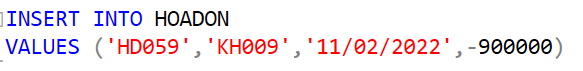 INSERT INTO HOADON
VALUES ('HD059','KH009','11/02/2022',-900000)